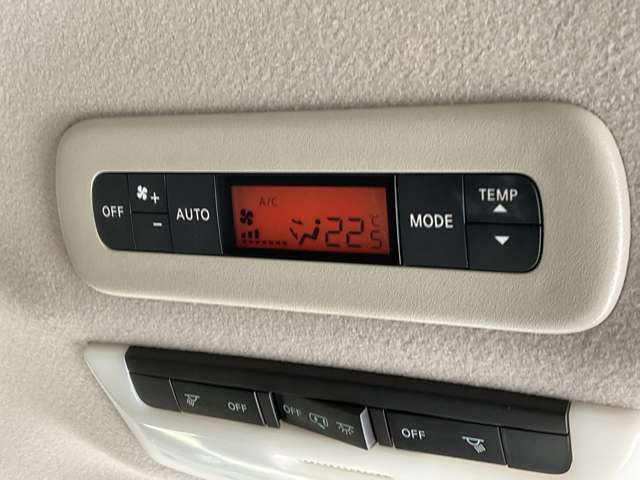 OFF
+
-
AUTO
A/C
22.5°C
MODE
TEMP
OFF
OFF
OFF